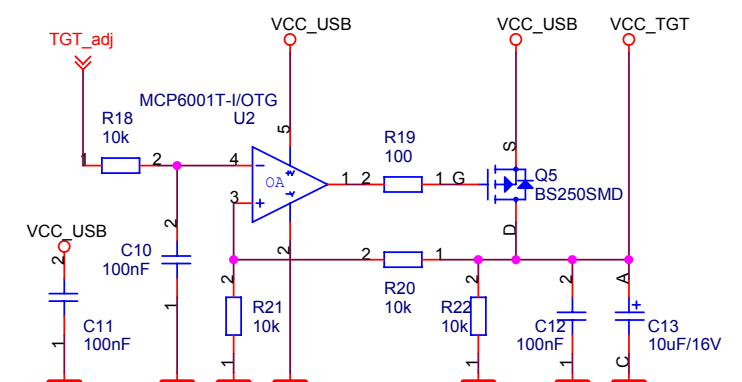 VCC_USB VCC_USB VCC_TGT
TGT_adj
MCP6001T-I/OTG
U2
R18
10k
1 2
5
4
OA
+V
-V
3
2
1
R19
100
2 1
G
S
D
Q5
BS250SMD
VCC_USB
2
C11
100nF
1
2
C10
100nF
1
2
R21
10k
1
2 1
R20
10k
2
R22
10k
1
2
C12
100nF
1
A
+
C13
10uF/16V
C